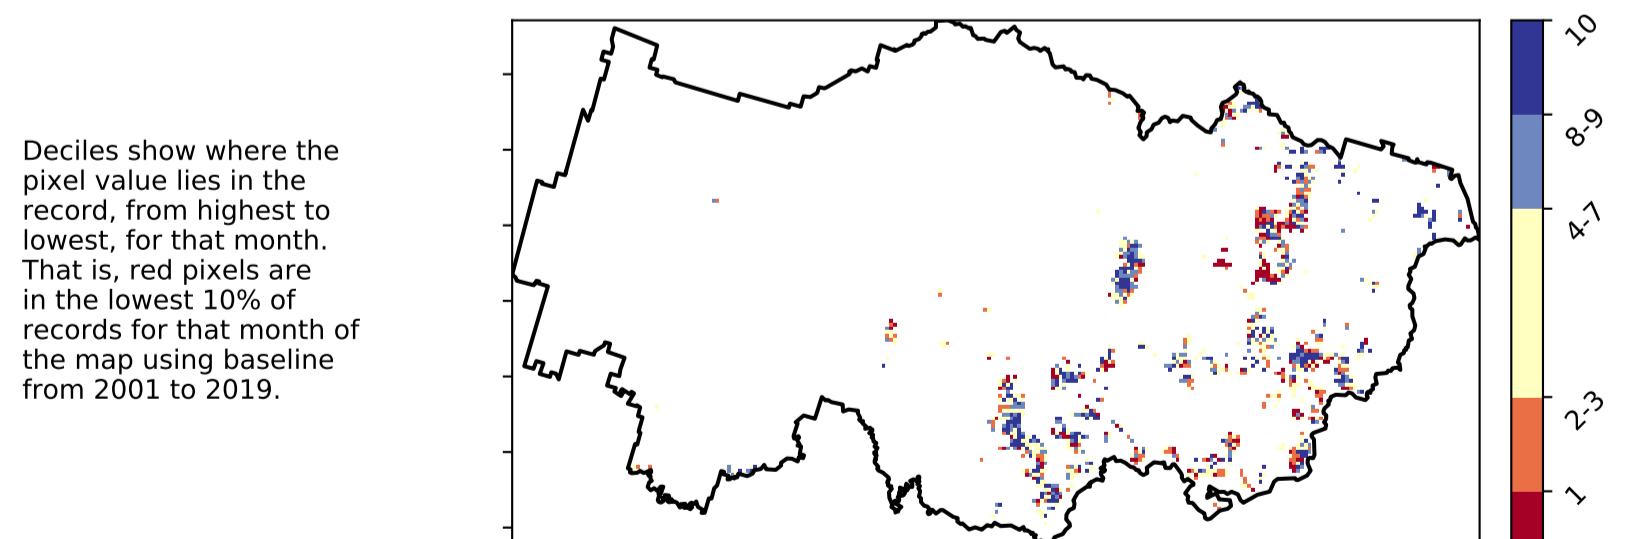 Deciles show where the
pixel value lies in the
record, from highest to
lowest, for that month.
That is, red pixels are
in the lowest 10% of
records for that month of
the map using baseline
from 2001 to 2019.
10
8-9
4-7
2-3
1